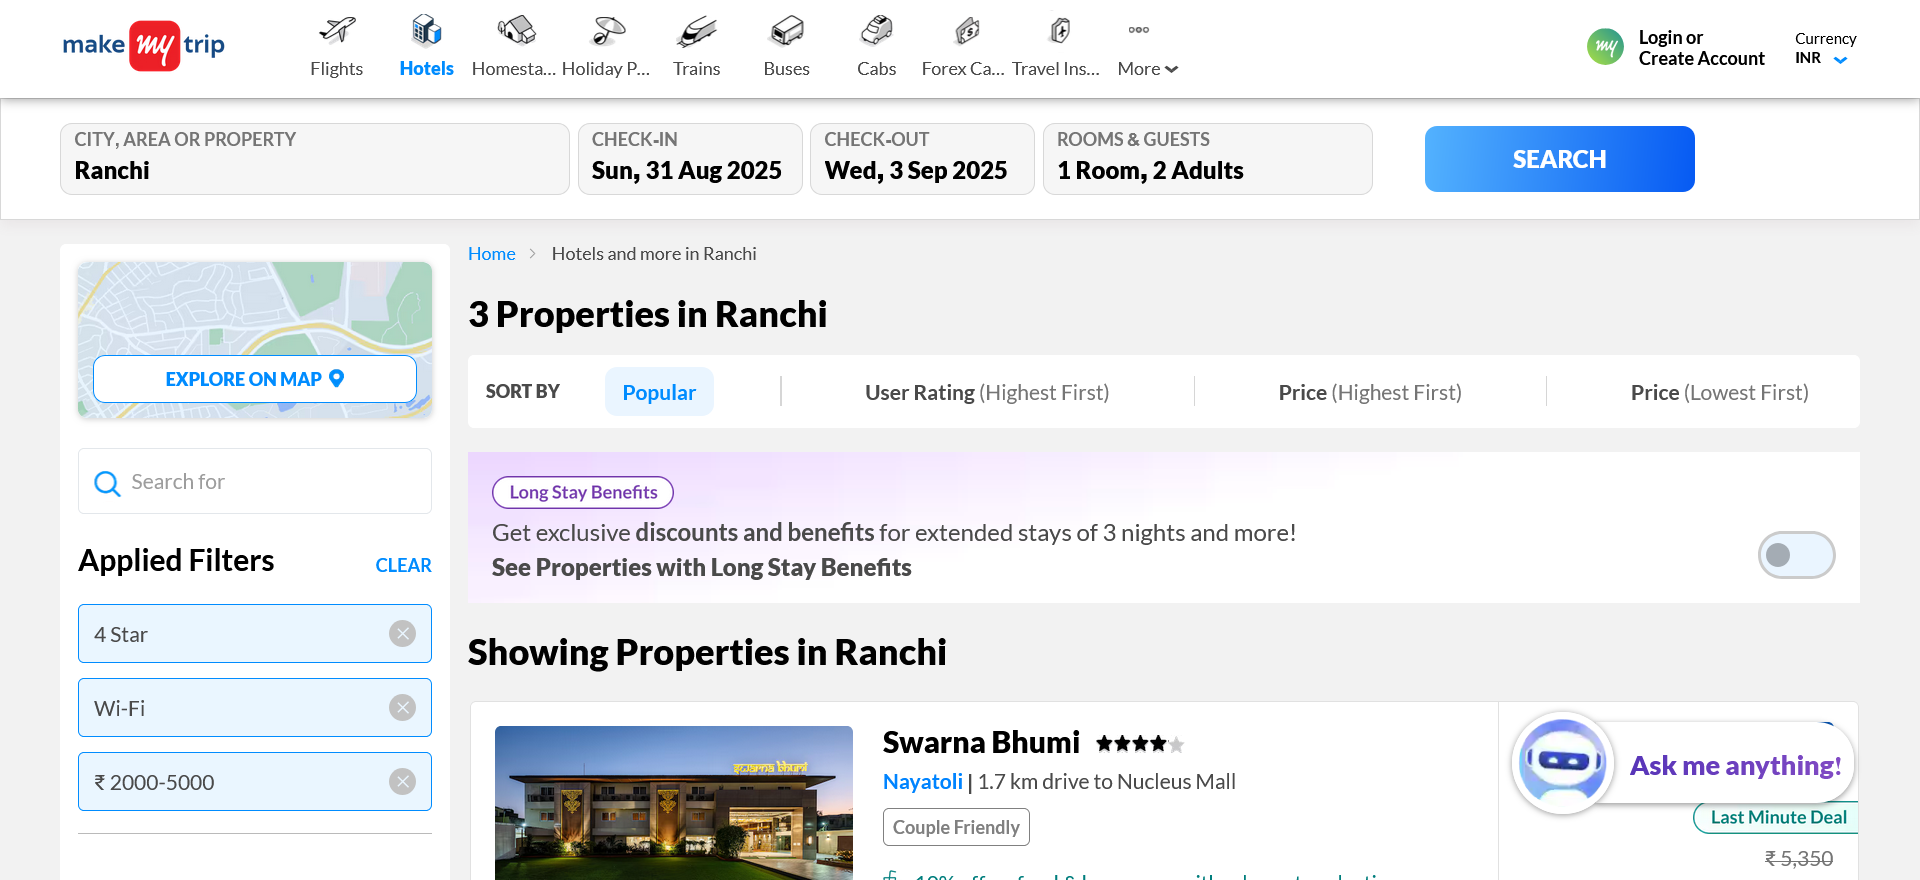 make my trip
Flights
Hotels
Homesta...
Holiday P...
Trains
Buses
Cabs
Forex Ca...
Travel Ins...
More
my
Login or
Create Account
Currency
INR
CITY, AREA OR PROPERTY
Ranchi
CHECK-IN
Sun, 31 Aug 2025
CHECK-OUT
Wed, 3 Sep 2025
ROOMS & GUESTS
1 Room, 2 Adults
SEARCH
EXPLORE ON MAP
Search for
Applied Filters
CLEAR
4 Star
Wi-Fi
₹ 2000-5000
Home
Hotels and more in Ranchi
3 Properties in Ranchi
SORT BY
Popular
User Rating (Highest First)
Price (Highest First)
Price (Lowest First)
Long Stay Benefits
Get exclusive discounts and benefits for extended stays of 3 nights and more!
See Properties with Long Stay Benefits
Showing Properties in Ranchi
swarna bhumi
Swarna Bhumi
Nayatoli | 1.7 km drive to Nucleus Mall
Couple Friendly
Ask me anything!
Last Minute Deal
₹ 5,350